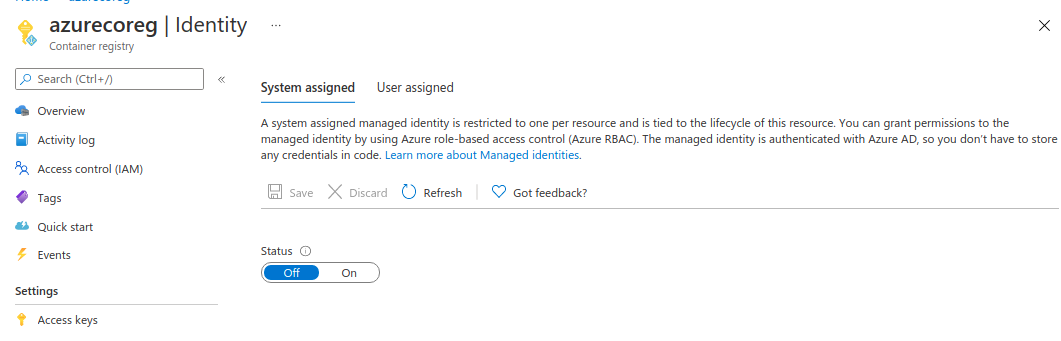 Home azurecoreg
azurecoreg | Identity ...
Container registry
Search (Ctrl+/) «
Overview
Activity log
Access control (IAM)
Tags
Quick start
Events
Settings
Access keys
System assigned User assigned
A system assigned managed identity is restricted to one per resource and is tied to the lifecycle of this resource. You can grant permissions to the
managed identity by using Azure role-based access control (Azure RBAC). The managed identity is authenticated with Azure AD, so you don't have to store
any credentials in code. Learn more about Managed identities.
Save Discard Refresh Got feedback?
Status
Off On